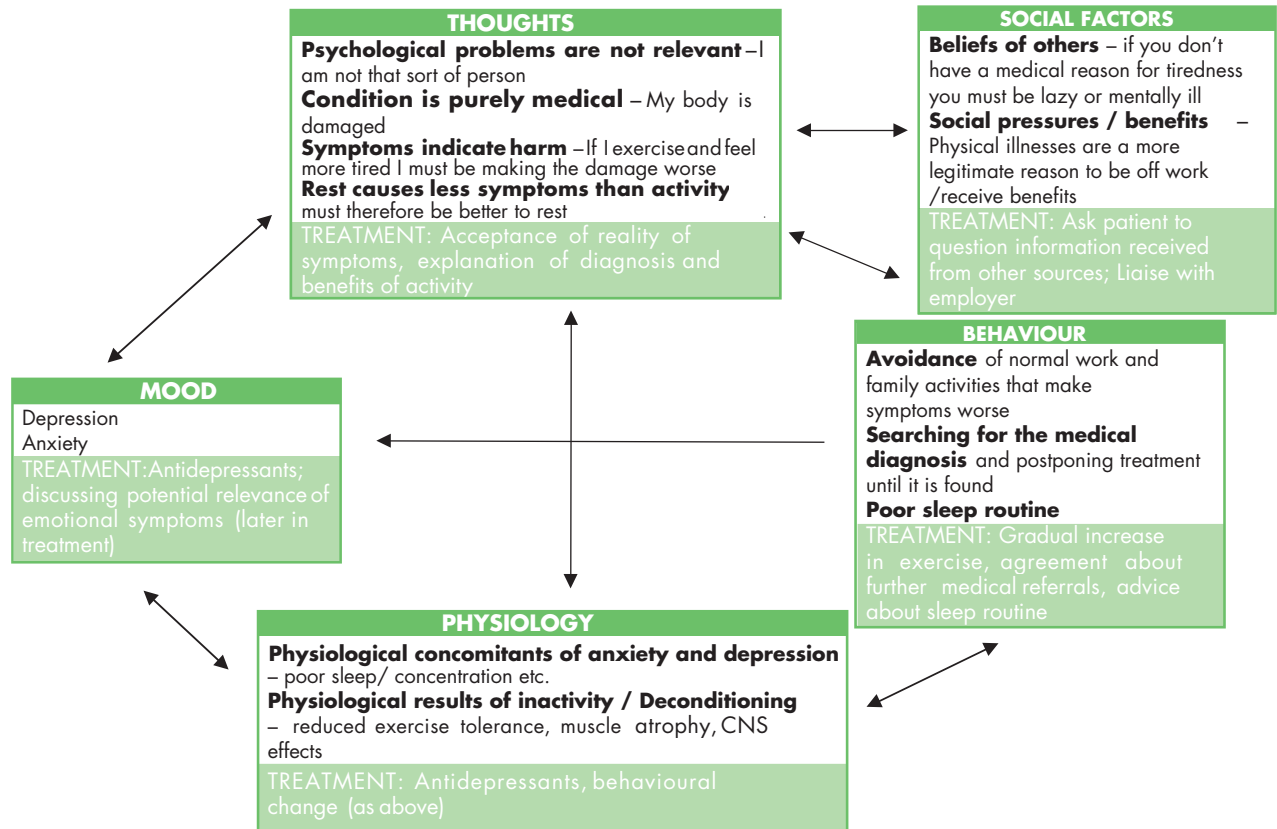 THOUGHTS
Psychological problems are not relevant – I
am not that sort of person
Condition is purely medical – My body is
damaged
Symptoms indicate harm – If I exercise and feel
more tired I must be making the damage worse
Rest causes less symptoms than activity
must therefore be better to rest .
TREATMENT: Acceptance of reality of
symptoms, explanation of diagnosis and
benefits of activity
SOCIAL FACTORS
Beliefs of others – if you don't
have a medical reason for tiredness
you must be lazy or mentally ill
Social pressures / benefits –
Physical illnesses are a more
legitimate reason to be off work
/receive benefits
TREATMENT: Ask patient to
question information received
from other sources; Liaise with
employer
MOOD
Depression
Anxiety
TREATMENT:Antidepressants;
discussing potential relevance of
emotional symptoms (later in
treatment)
BEHAVIOUR
Avoidance of normal work and
family activities that make
symptoms worse
Searching for the medical
diagnosis and postponing treatment
until it is found
Poor sleep routine
TREATMENT: Gradual increase
in exercise, agreement about
further medical referrals, advice
about sleep routine
PHYSIOLOGY
Physiological concomitants of anxiety and depression
– poor sleep/ concentration etc.
Physiological results of inactivity / Deconditioning
– reduced exercise tolerance, muscle atrophy, CNS
effects
TREATMENT: Antidepressants, behavioural
change (as above)